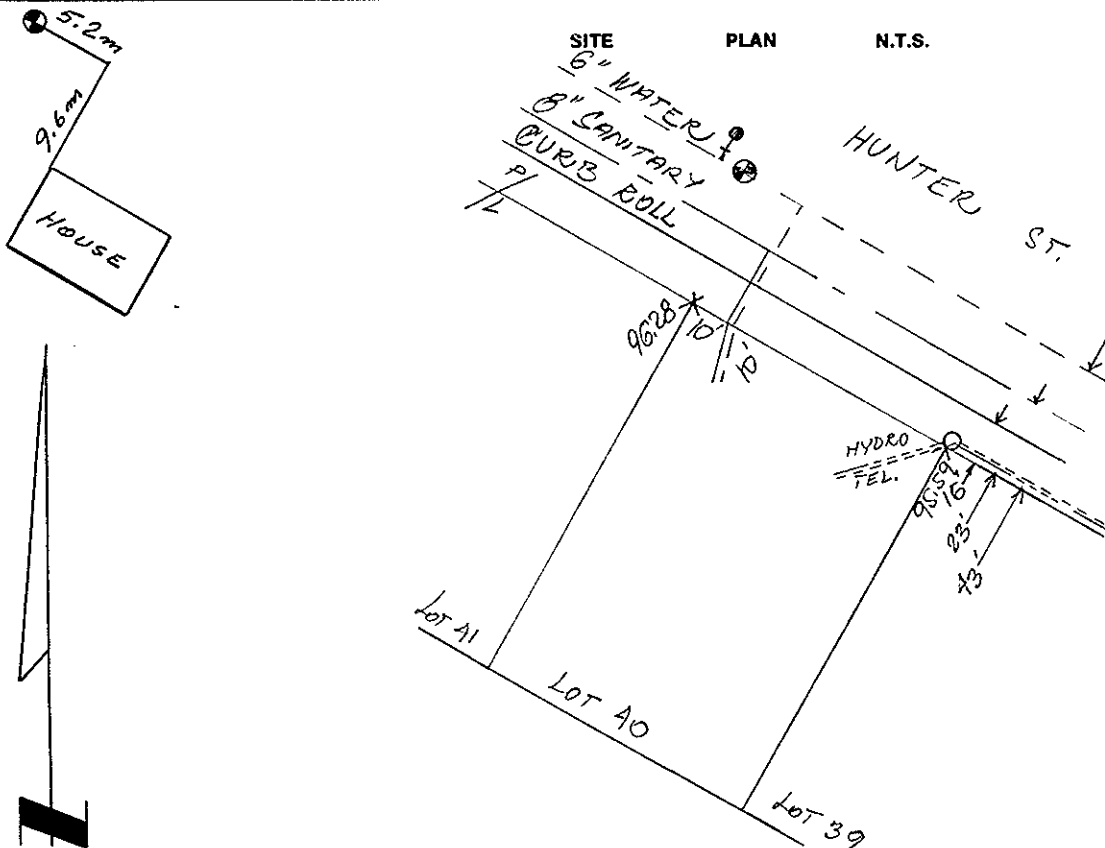 5.2m
9.6m
HOUSE
SITE PLAN N.T.S.
6" WATER
8" SANITARY
CURB ROLL
P/L
HUNTER ST.
96.28
10'
10'
HYDRO
TEL.
95.59
16'
23'
43'
LOT 41
LOT 40
LOT 39